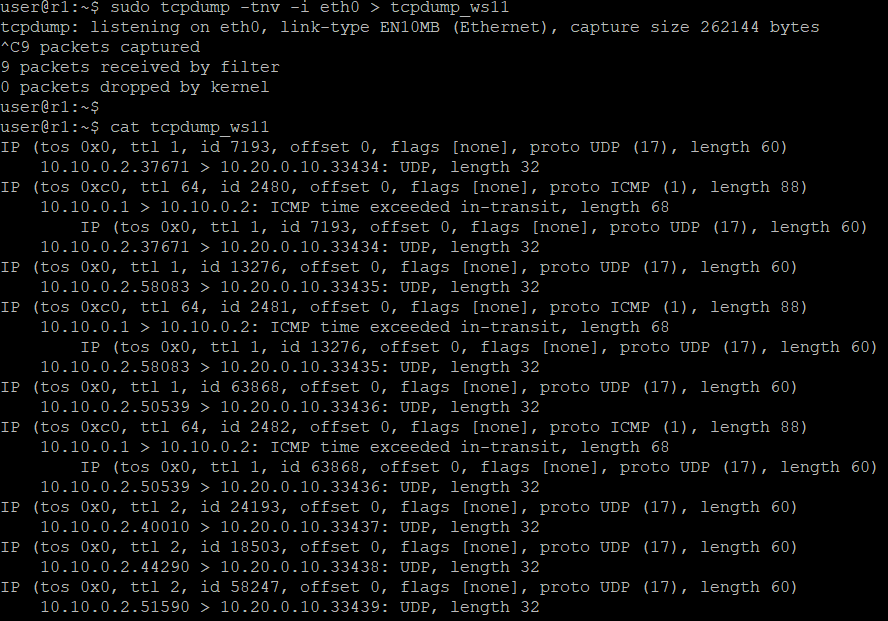 user@r1:~$ sudo tcpdump -tnv -i eth0 > tcpdump_ws11
tcpdump: listening on eth0, link-type EN10MB (Ethernet), capture size 262144 bytes
^C9 packets captured
9 packets received by filter
0 packets dropped by kernel
user@r1:~$
user@r1:~$ cat tcpdump_ws11
IP (tos 0x0, ttl 1, id 7193, offset 0, flags [none], proto UDP (17), length 60)
    10.10.0.2.37671 > 10.20.0.10.33434: UDP, length 32
IP (tos 0xc0, ttl 64, id 2480, offset 0, flags [none], proto ICMP (1), length 88)
    10.10.0.1 > 10.10.0.2: ICMP time exceeded in-transit, length 68
        IP (tos 0x0, ttl 1, id 7193, offset 0, flags [none], proto UDP (17), length 60)
    10.10.0.2.37671 > 10.20.0.10.33434: UDP, length 32
IP (tos 0x0, ttl 1, id 13276, offset 0, flags [none], proto UDP (17), length 60)
    10.10.0.2.58083 > 10.20.0.10.33435: UDP, length 32
IP (tos 0xc0, ttl 64, id 2481, offset 0, flags [none], proto ICMP (1), length 88)
    10.10.0.1 > 10.10.0.2: ICMP time exceeded in-transit, length 68
        IP (tos 0x0, ttl 1, id 13276, offset 0, flags [none], proto UDP (17), length 60)
    10.10.0.2.58083 > 10.20.0.10.33435: UDP, length 32
IP (tos 0x0, ttl 1, id 63868, offset 0, flags [none], proto UDP (17), length 60)
    10.10.0.2.50539 > 10.20.0.10.33436: UDP, length 32
IP (tos 0xc0, ttl 64, id 2482, offset 0, flags [none], proto ICMP (1), length 88)
    10.10.0.1 > 10.10.0.2: ICMP time exceeded in-transit, length 68
        IP (tos 0x0, ttl 1, id 63868, offset 0, flags [none], proto UDP (17), length 60)
    10.10.0.2.50539 > 10.20.0.10.33436: UDP, length 32
IP (tos 0x0, ttl 2, id 24193, offset 0, flags [none], proto UDP (17), length 60)
    10.10.0.2.40010 > 10.20.0.10.33437: UDP, length 32
IP (tos 0x0, ttl 2, id 18503, offset 0, flags [none], proto UDP (17), length 60)
    10.10.0.2.44290 > 10.20.0.10.33438: UDP, length 32
IP (tos 0x0, ttl 2, id 58247, offset 0, flags [none], proto UDP (17), length 60)
    10.10.0.2.51590 > 10.20.0.10.33439: UDP, length 32